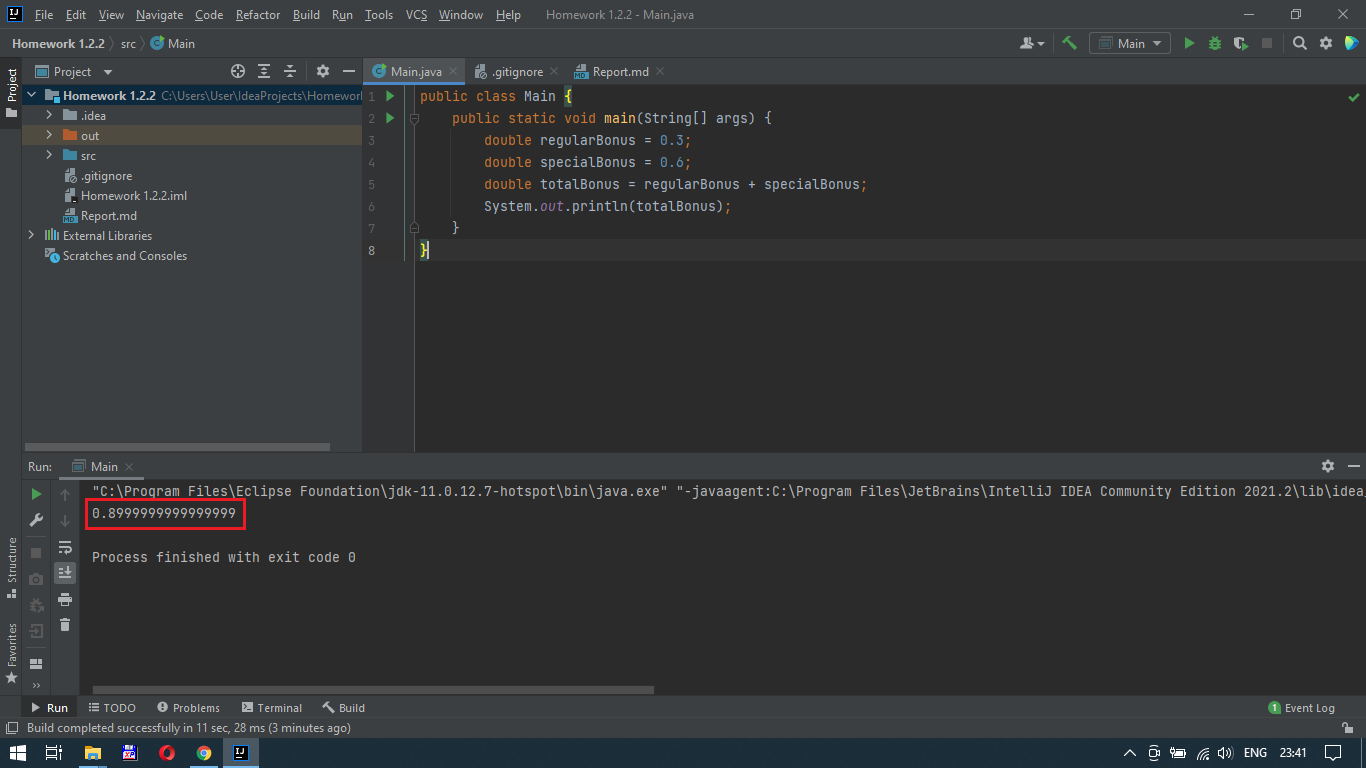 File Edit View Navigate Code Refactor Build Run Tools VCS Window Help Homework 1.2.2 - Main.java
Homework 1.2.2 src Main
Main
Project
Project
Main.java .gitignore Report.md
Homework 1.2.2 C:\Users\User\IdeaProjects\Homewor
.idea
out
src
.gitignore
Homework 1.2.2.iml
Report.md
External Libraries
Scratches and Consoles
1 public class Main {
2 public static void main(String[] args) {
3 double regularBonus = 0.3;
4 double specialBonus = 0.6;
5 double totalBonus = regularBonus + specialBonus;
6 System.out.println(totalBonus);
7 }
8 }
Run: Main
"C:\Program Files\Eclipse Foundation\jdk-11.0.12.7-hotspot\bin\java.exe" "-javaagent:C:\Program Files\JetBrains\IntelliJ IDEA Community Edition 2021.2\lib\idea_
0.8999999999999999
Process finished with exit code 0
Structure
Favorites
Run TODO Problems Terminal Build 1 Event Log
Build completed successfully in 11 sec, 28 ms (3 minutes ago)
ENG 23:41